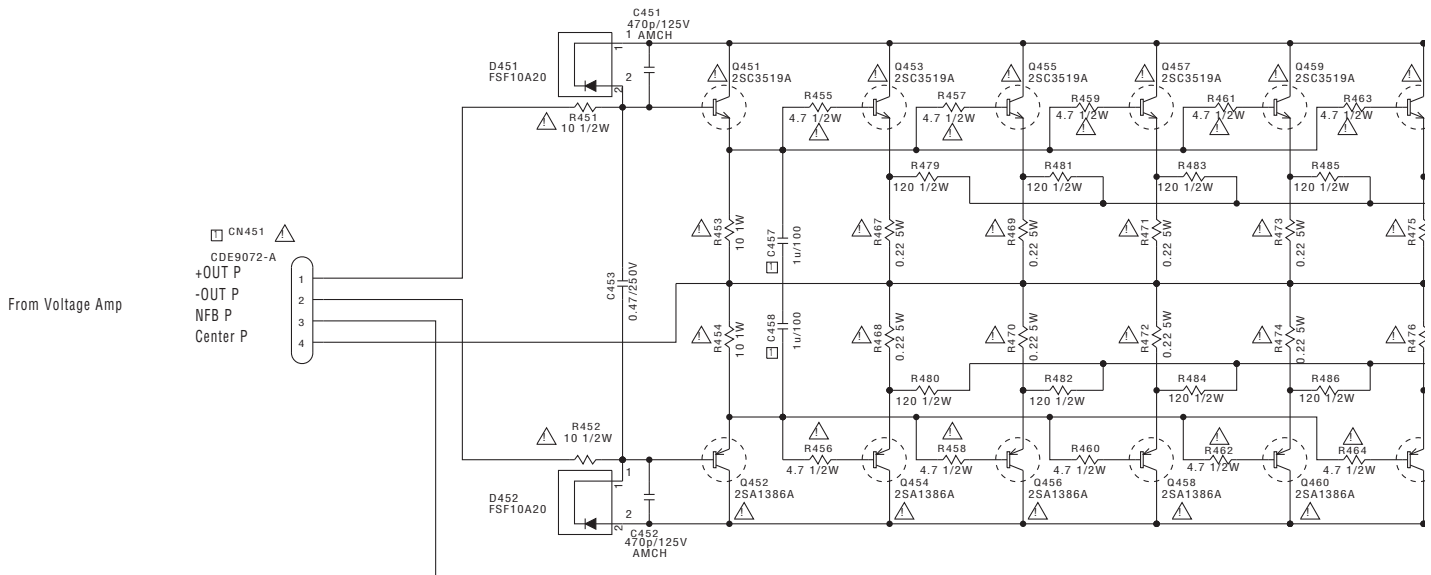 C451
470p/125V
AMCH
1
1
D451
FSF10A20
2
2
Q451
2SC3519A
Q453
2SC3519A
Q455
2SC3519A
Q457
2SC3519A
Q459
2SC3519A
R451
10 1/2W
R455
4.7 1/2W
R457
4.7 1/2W
R459
4.7 1/2W
R461
4.7 1/2W
R463
4.7 1/2W
R479
120 1/2W
R481
120 1/2W
R483
120 1/2W
R485
120 1/2W
R453
10 1W
C457
1u/100
1
R467
0.22 5W
R469
0.22 5W
R471
0.22 5W
R473
0.22 5W
R475
1 CN451
CDE9072-A
+OUT P
-OUT P
NFB P
Center P
1
2
3
4
From Voltage Amp
C453
0.47/250V
R454
10 1W
C458
1u/100
1
R468
0.22 5W
R470
0.22 5W
R472
0.22 5W
R474
0.22 5W
R476
R480
120 1/2W
R482
120 1/2W
R484
120 1/2W
R486
120 1/2W
R452
10 1/2W
R456
4.7 1/2W
R458
4.7 1/2W
R460
4.7 1/2W
R462
4.7 1/2W
R464
4.7 1/2W
1
1
D452
FSF10A20
2
2
C452
470p/125V
AMCH
Q452
2SA1386A
Q454
2SA1386A
Q456
2SA1386A
Q458
2SA1386A
Q460
2SA1386A